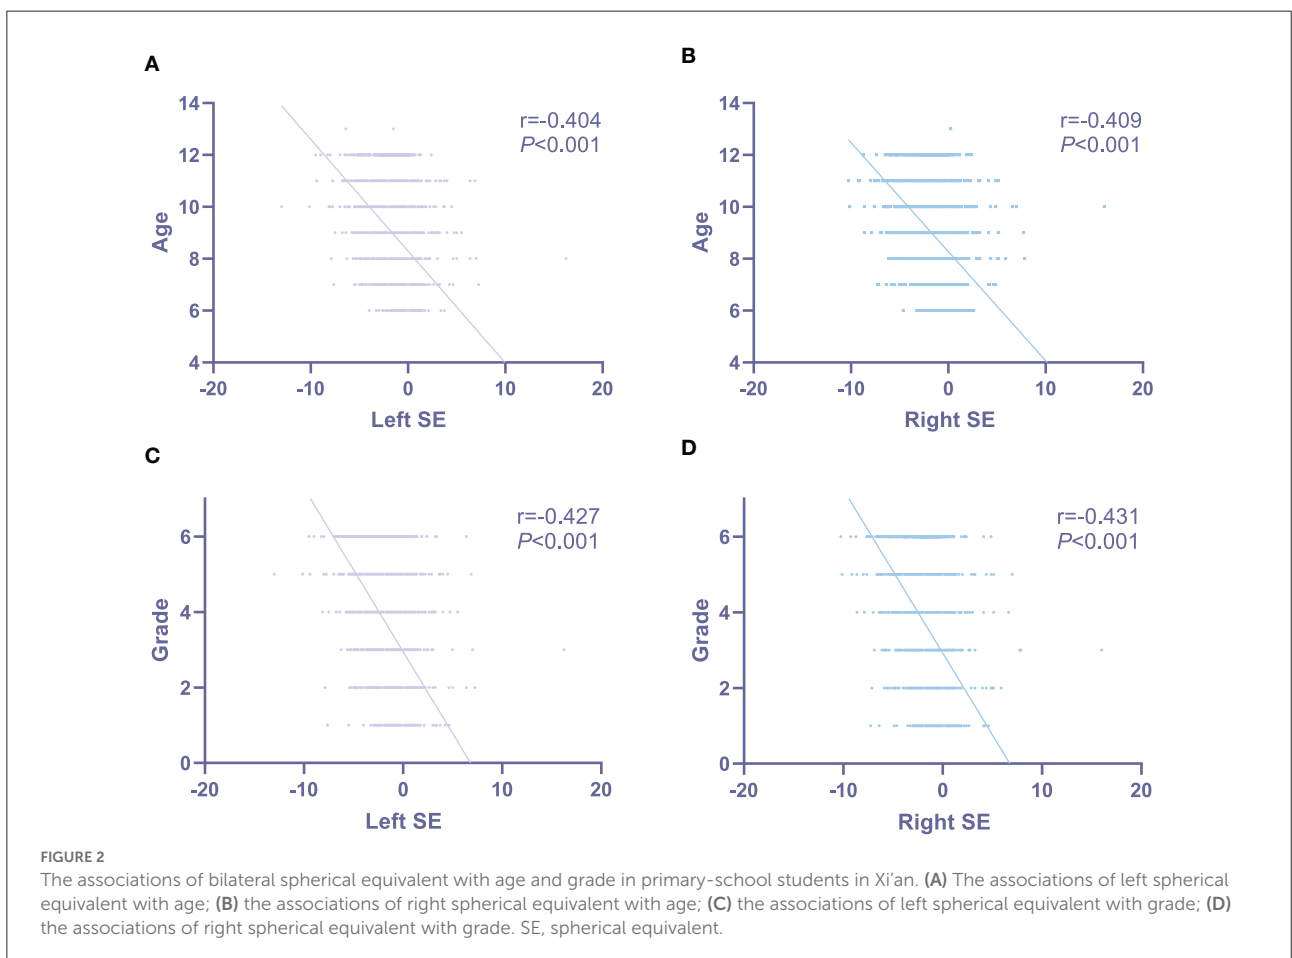 A
14
12
10
8
6
4
Age
r=-0.404
P<0.001
-20
-10
0
10
20
Left SE
B
14
12
10
8
6
4
Age
r=-0.409
P<0.001
-20
-10
0
10
20
Right SE
C
6
4
2
0
Grade
r=-0.427
P<0.001
-20
-10
0
10
20
Left SE
D
6
4
2
0
Grade
r=-0.431
P<0.001
-20
-10
0
10
20
Right SE
FIGURE 2
The associations of bilateral spherical equivalent with age and grade in primary-school students in Xi’an. (A) The associations of left spherical
equivalent with age; (B) the associations of right spherical equivalent with age; (C) the associations of left spherical equivalent with grade; (D)
the associations of right spherical equivalent with grade. SE, spherical equivalent.